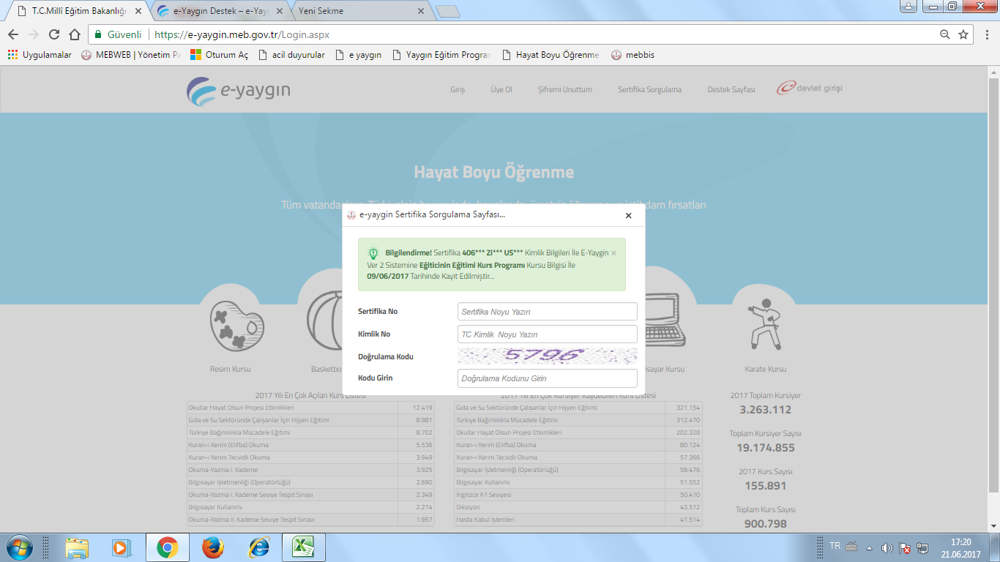 T.C.Millî Eğitim Bakanlığı
e-Yaygın Destek – e-Yayg
Yeni Sekme
Güvenli
https://e-yaygin.meb.gov.tr/Login.aspx
Uygulamalar
MEBWEB | Yönetim Pa
Oturum Aç
acil duyurular
e yaygın
Yaygın Eğitim Program
Hayat Boyu Öğrenme
mebbis
e-yaygın
Giriş
Üye Ol
Şifremi Unuttum
Sertifika Sorgulama
Destek Sayfası
e devlet girişi
Hayat Boyu Öğrenme
Tüm vatandaşlara, Türkiye'nin her yerinde, her alanda ücretsiz öğrenme ve istihdam fırsatları
e-yaygin Sertifika Sorgulama Sayfası...
Bilgilendirme! Sertifika 406*** Zi*** US*** Kimlik Bilgileri İle E-Yaygin
Ver 2 Sistemine Eğiticinin Eğitimi Kurs Programı Kursu Bilgisi İle
09/06/2017 Tarihinde Kayıt Edilmiştir...
Sertifika No
Sertifika Noyu Yazın
Kimlik No
TC Kimlik Noyu Yazın
Doğrulama Kodu
5796
Kodu Girin
Doğrulama Kodunu Girin
Resim Kursu
Basketbo
isayar Kursu
Karate Kursu
2017 Yılı En Çok Açılan Kurs Listesi
Okullar Hayat Olsun Projesi Etkinlikleri 12.419
Gıda ve Su Sektöründe Çalışanlar İçin Hijyen Eğitimi 8.981
Türkiye Bağımlılıkla Mücadele Eğitimi 8.702
Kuran-ı Kerim (Elifba) Okuma 5.536
Kuran-ı Kerim Tecvidli Okuma 3.949
Okuma-Yazma I. Kademe 3.925
Bilgisayar İşletmenliği (Operatörlüğü) 2.690
Okuma-Yazma I. Kademe Seviye Tespit Sınavı 2.349
Bilgisayar Kullanımı 2.214
Okuma-Yazma II. Kademe Seviye Tespit Sınavı 1.957
2017 Yılı En Çok Kursiyer Kaydedilen Kurs Listesi
Gıda ve Su Sektöründe Çalışanlar İçin Hijyen Eğitimi 321.154
Türkiye Bağımlılıkla Mücadele Eğitimi 312.470
Okullar Hayat Olsun Projesi Etkinlikleri 202.328
Kuran-ı Kerim (Elifba) Okuma 80.124
Kuran-ı Kerim Tecvidli Okuma 57.366
Bilgisayar İşletmenliği (Operatörlüğü) 56.476
Bilgisayar Kullanımı 51.552
İngilizce A1 Seviyesi 50.410
Diksiyon 43.572
Hasta Kabul İşlemleri 41.514
2017 Toplam Kursiyer
3.263.112
Toplam Kursiyer Sayısı
19.174.855
2017 Kurs Sayısı
155.891
Toplam Kurs Sayısı
900.798
TR
17:20
21.06.2017